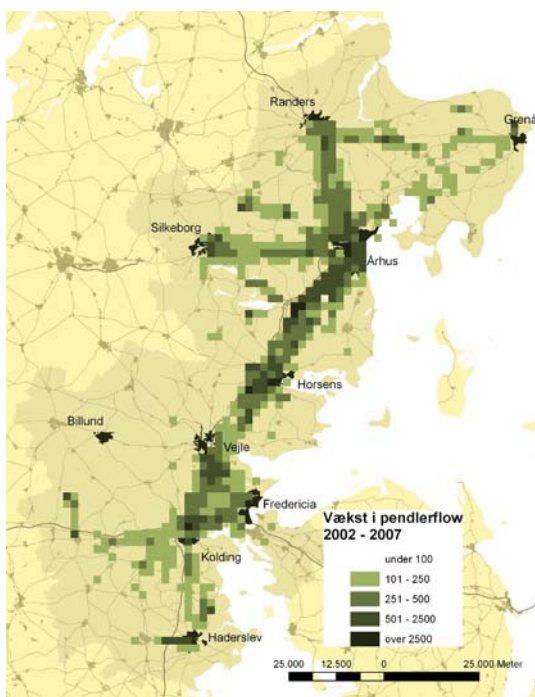 Randers
Grenå
Silkeborg
Århus
Horsens
Billund
Vejle
Fredericia
Kolding
Haderslev
Vækst i pendlerflow
2002 - 2007
under 100
101 - 250
251 - 500
501 - 2500
over 2500
25.000 12.500 0 25.000 Meter